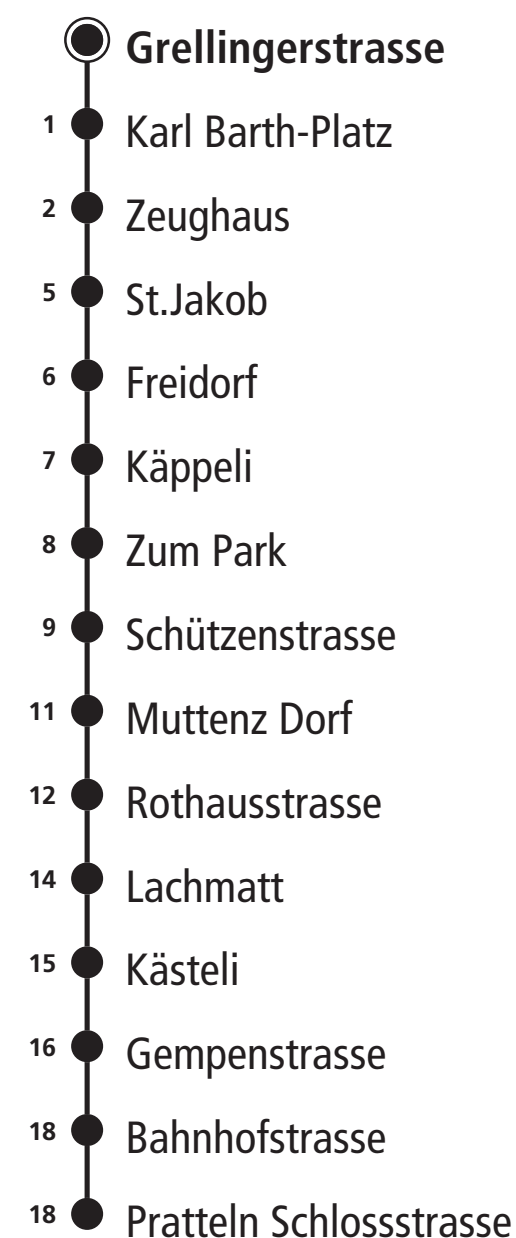 Grellingerstrasse
1 Karl Barth-Platz
2 Zeughaus
5 St.Jakob
6 Freidorf
7 Käppeli
8 Zum Park
9 Schützenstrasse
11 Muttenz Dorf
12 Rothausstrasse
14 Lachmatt
15 Kästeli
16 Gempenstrasse
18 Bahnhofstrasse
18 Pratteln Schlossstrasse